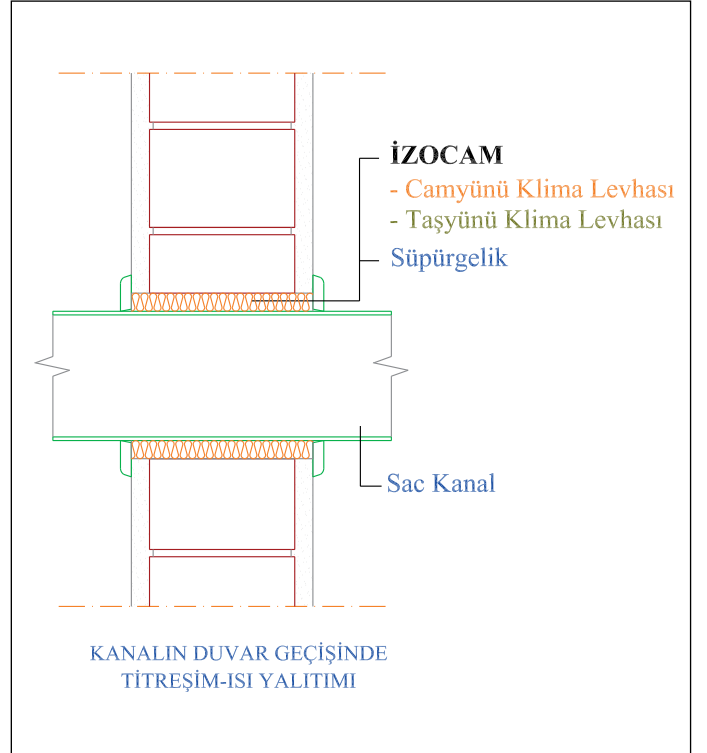 İZOCAM
- Camyünü Klima Levhası
- Taşyünü Klima Levhası
Süpürgelik
Sac Kanal
KANALIN DUVAR GEÇİŞİNDE
TİTREŞİM-ISI YALITIMI